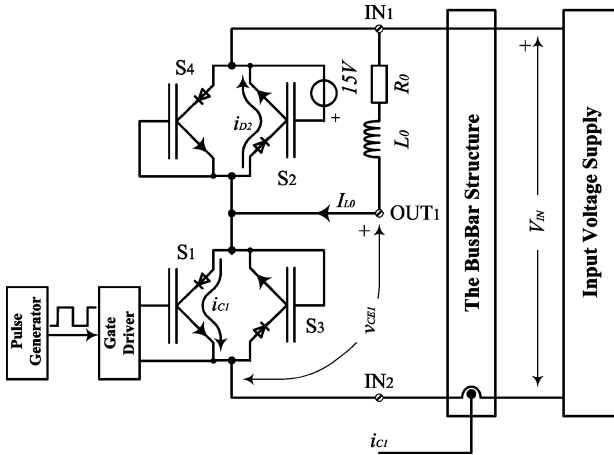 IN1
S4
15V
+
R0
L0
iD2
S2
IL0
OUT1
+
S1
iC1
S3
vCE1
Pulse
Generator
Gate
Driver
IN2
iC1
The BusBar Structure
+
VIN
Input Voltage Supply